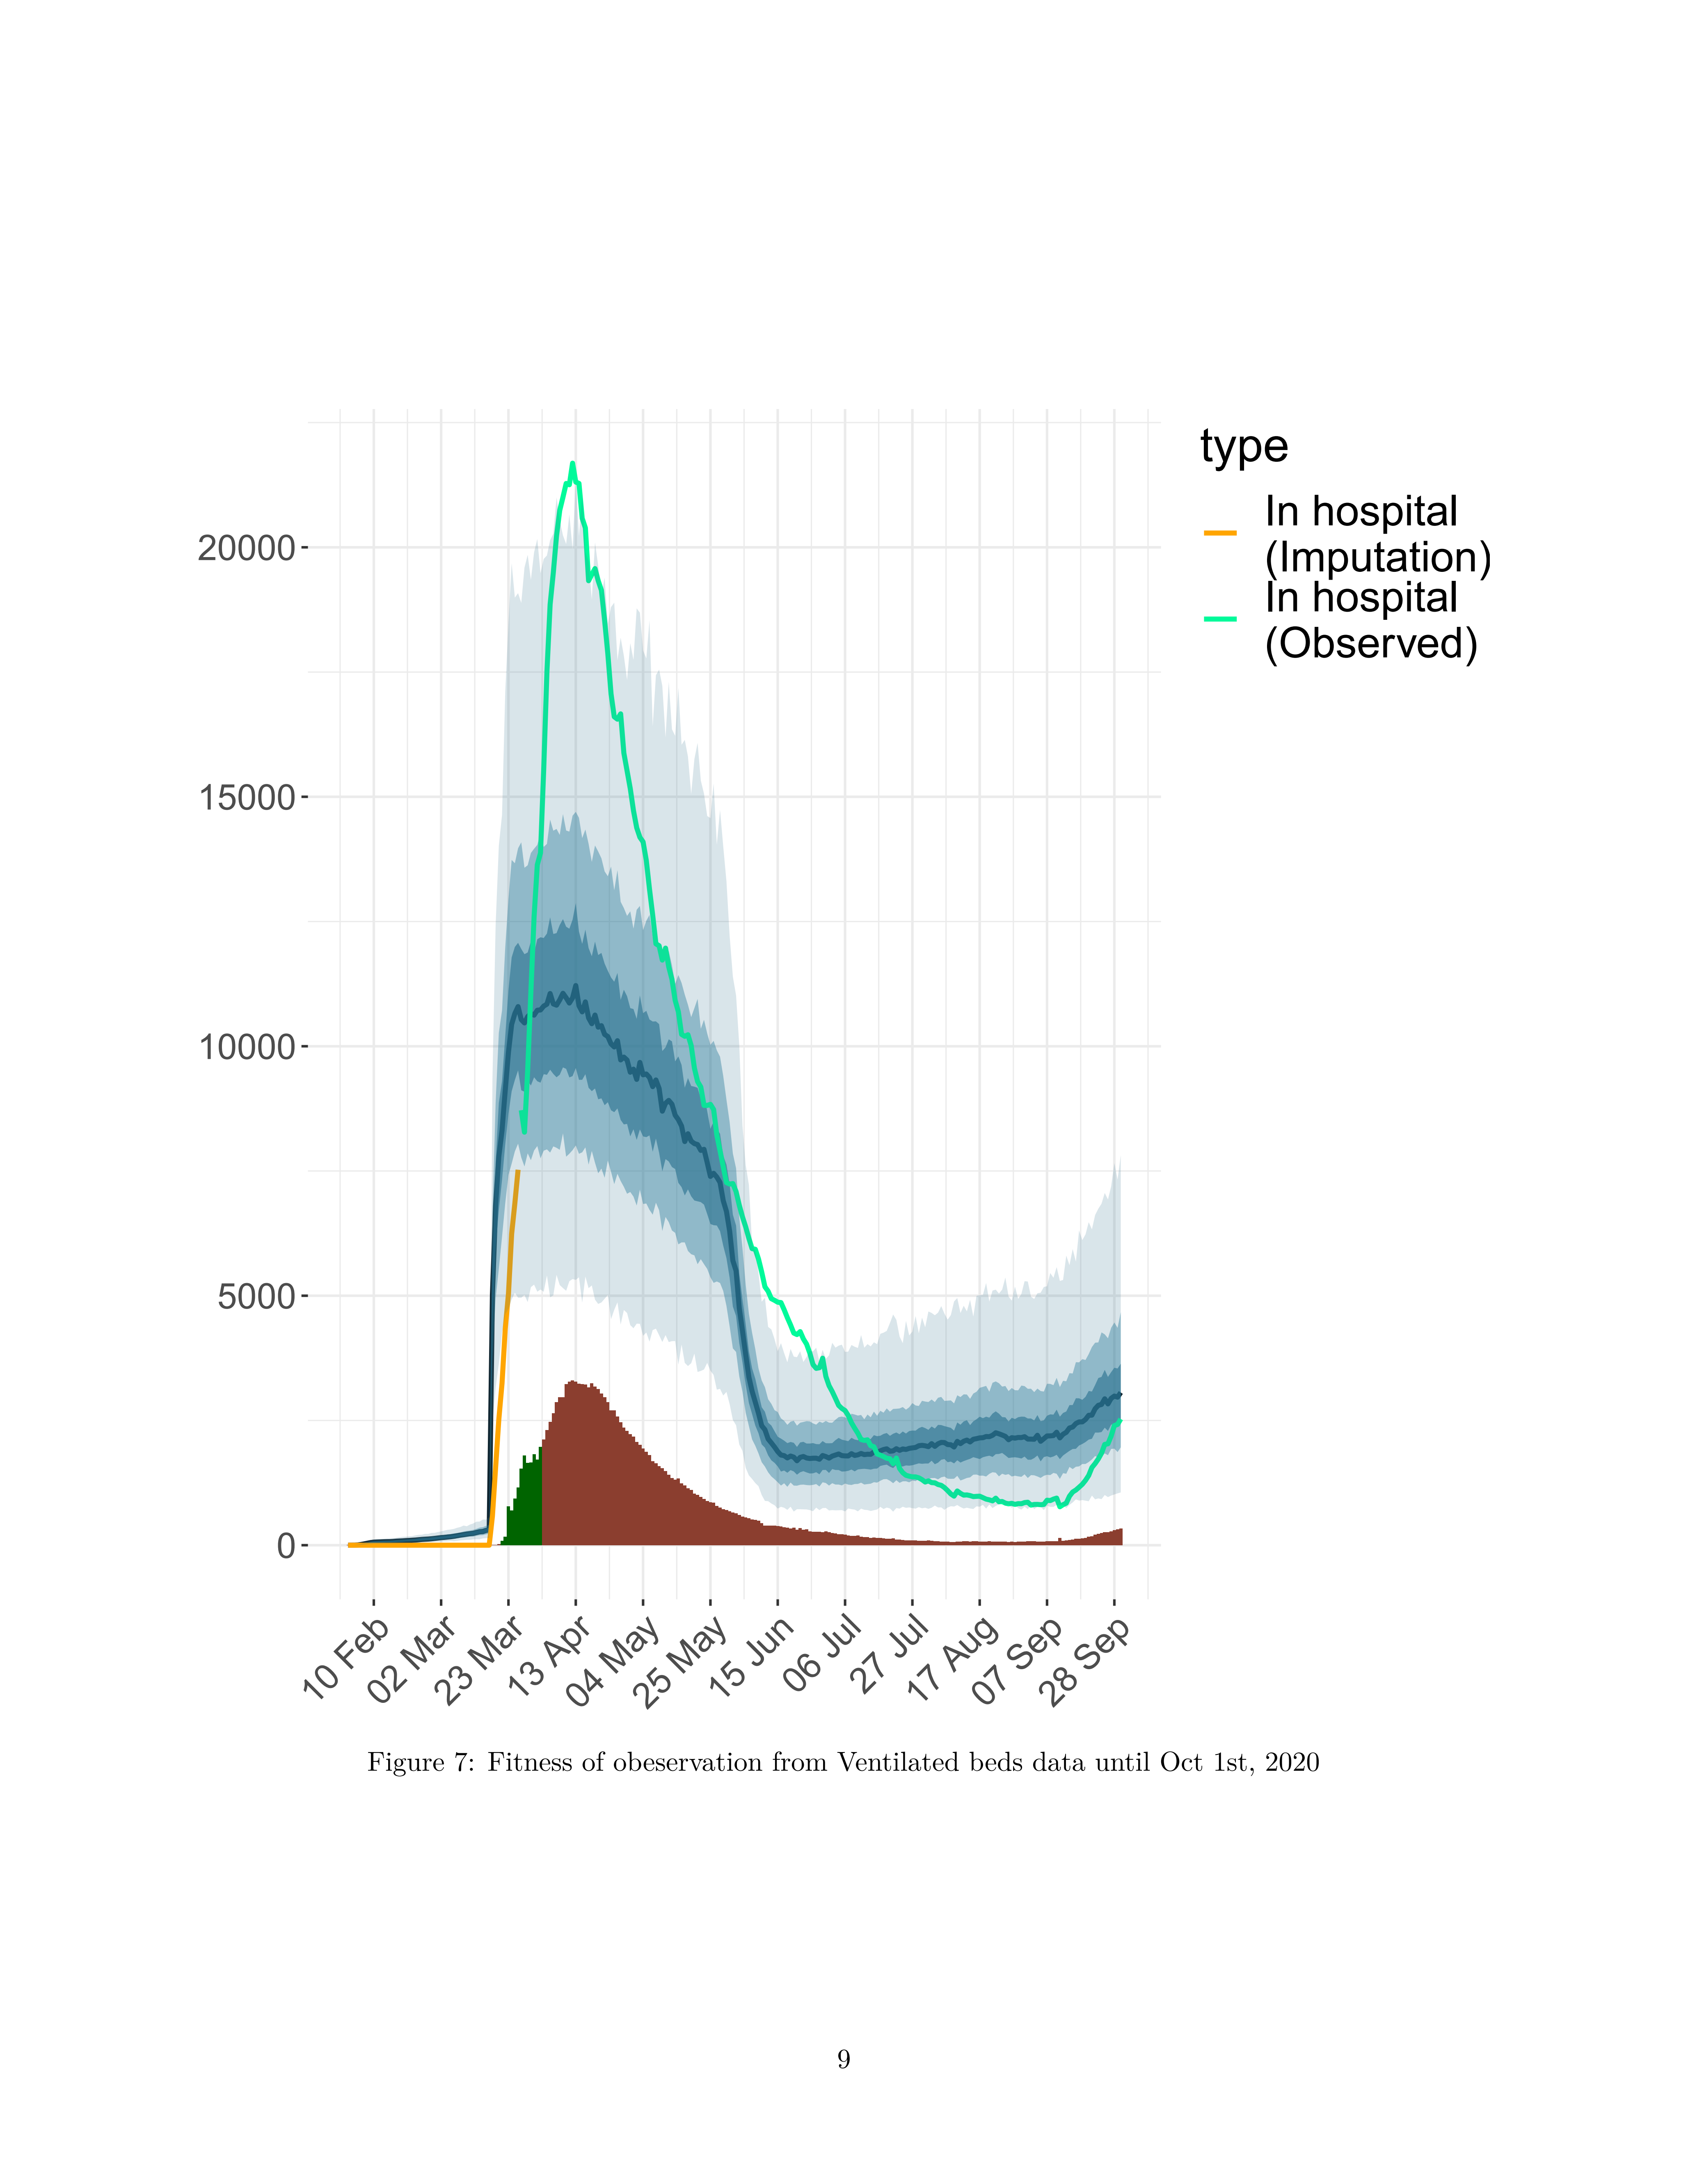 type
In hospital
(Imputation)
In hospital
(Observed)
20000
15000
10000
5000
0
10 Feb
02 Mar
23 Mar
13 Apr
04 May
25 May
15 Jun
06 Jul
27 Jul
17 Aug
07 Sep
28 Sep
Figure 7: Fitness of obeservation from Ventilated beds data until Oct 1st, 2020
9